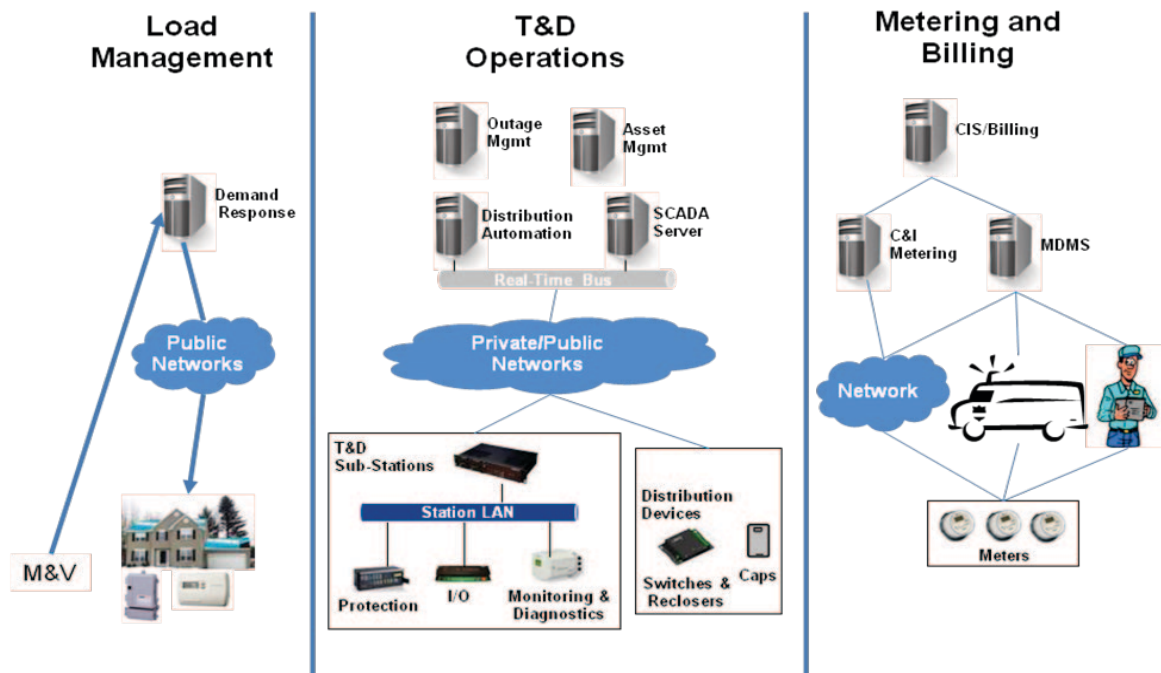 Load
Management
T&D
Operations
Metering and
Billing
Demand
Response
Public
Networks
M&V
Outage
Mgmt
Asset
Mgmt
Distribution
Automation
SCADA
Server
Real-Time Bus
Private/Public
Networks
T&D
Sub-Stations
Station LAN
Protection
I/O
Monitoring &
Diagnostics
Distribution
Devices
Switches &
Reclosers
Caps
CIS/Billing
C&I
Metering
MDMS
Network
Meters